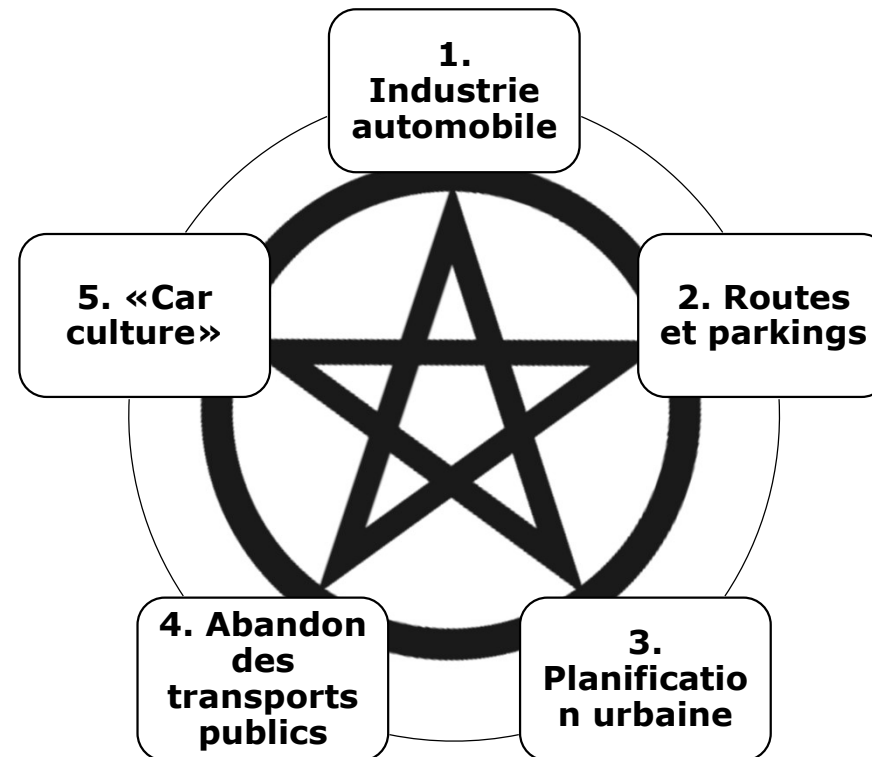 1.
Industrie
automobile
2. Routes
et parkings
3.
Planificatio
n urbaine
4. Abandon
des
transports
publics
5. «Car
culture»